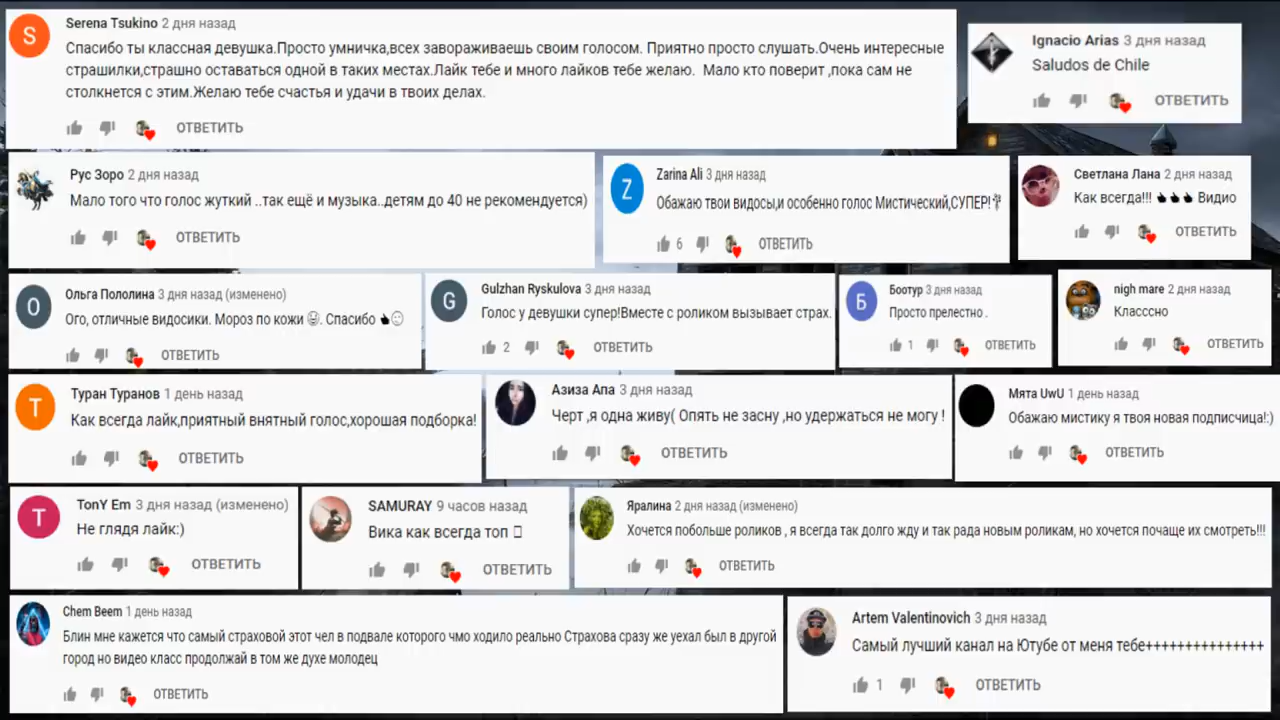 Serena Tsukino 2 дня назад
Спасибо ты классная девушка.Просто умничка,всех завораживаешь своим голосом. Приятно просто слушать.Очень интересные
страшилки,страшно оставаться одной в таких местах.Лайк тебе и много лайков тебе желаю. Мало кто поверит ,пока сам не
столкнется с этим.Желаю тебе счастья и удачи в твоих делах.
ОТВЕТИТЬ
Ignacio Arias 3 дня назад
Saludos de Chile
ОТВЕТИТЬ
Рус Зоро 2 дня назад
Мало того что голос жуткий ..так ещё и музыка..детям до 40 не рекомендуется)
ОТВЕТИТЬ
Zarina Ali 3 дня назад
Обажаю твои видосы,и особенно голос Мистический,СУПЕР!
6 ОТВЕТИТЬ
Светлана Лана 2 дня назад
Как всегда!!! Видио
ОТВЕТИТЬ
Ольга Пололина 3 дня назад (изменено)
Ого, отличные видосики. Мороз по кожи . Спасибо
ОТВЕТИТЬ
Gulzhan Ryskulova 3 дня назад
Голос у девушки супер!Вместе с роликом вызывает страх.
2 ОТВЕТИТЬ
Боотур 3 дня назад
Просто прелестно .
1 ОТВЕТИТЬ
nigh mare 2 дня назад
Класссно
ОТВЕТИТЬ
Туран Туранов 1 день назад
Как всегда лайк,приятный внятный голос,хорошая подборка!
ОТВЕТИТЬ
Азиза Апа 3 дня назад
Черт ,я одна живу( Опять не засну ,но удержаться не могу !
ОТВЕТИТЬ
Мята UwU 1 день назад
Обажаю мистику я твоя новая подписчица!:)
ОТВЕТИТЬ
TonY Em 3 дня назад (изменено)
Не глядя лайк:)
ОТВЕТИТЬ
SAMURAY 9 часов назад
Вика как всегда топ
ОТВЕТИТЬ
Яралина 2 дня назад (изменено)
Хочется побольше роликов , я всегда так долго жду и так рада новым роликам, но хочется почаще их смотреть!!!
ОТВЕТИТЬ
Chem Beem 1 день назад
Блин мне кажется что самый страховой этот чел в подвале которого чмо ходило реально Страхова сразу же уехал был в другой
город но видео класс продолжай в том же духе молодец
ОТВЕТИТЬ
Artem Valentinovich 3 дня назад
Самый лучший канал на Ютубе от меня тебе+++++++++++++++
1 ОТВЕТИТЬ